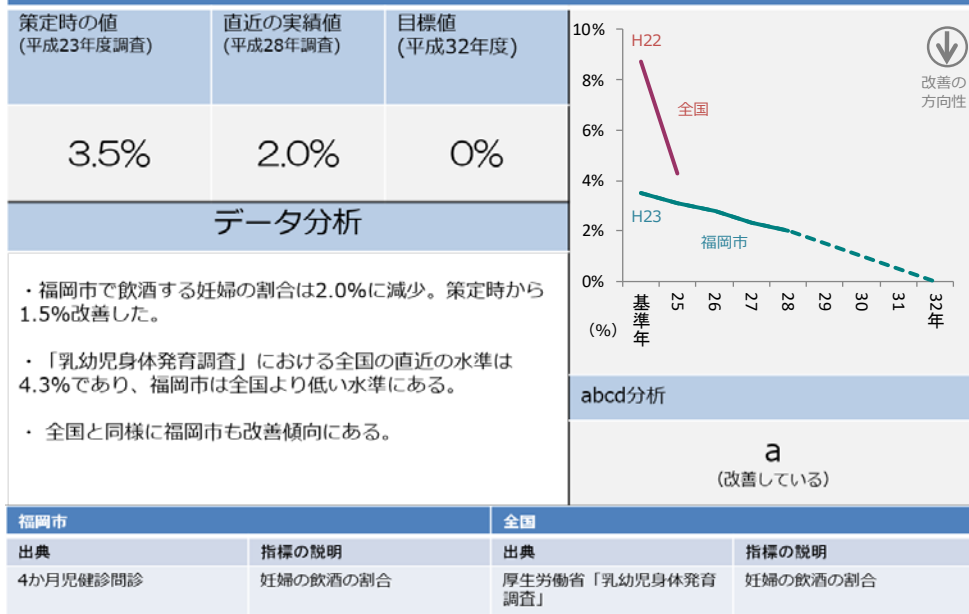 策定時の値
(平成23年度調査)
直近の実績値
(平成28年調査)
目標値
(平成32年度)
3.5%
2.0%
0%
データ分析
・福岡市で飲酒する妊婦の割合は2.0%に減少。策定時から
1.5%改善した。
・「乳幼児身体発育調査」における全国の直近の水準は
4.3%であり、福岡市は全国より低い水準にある。
・ 全国と同様に福岡市も改善傾向にある。
10%
8%
6%
4%
2%
0%
(%)
H22
全国
H23
福岡市
基準年
25
26
27
28
29
30
31
32年
改善の
方向性
abcd分析
a
(改善している)
福岡市
全国
出典
指標の説明
出典
指標の説明
4か月児健診問診
妊婦の飲酒の割合
厚生労働省「乳幼児身体発育
調査」
妊婦の飲酒の割合